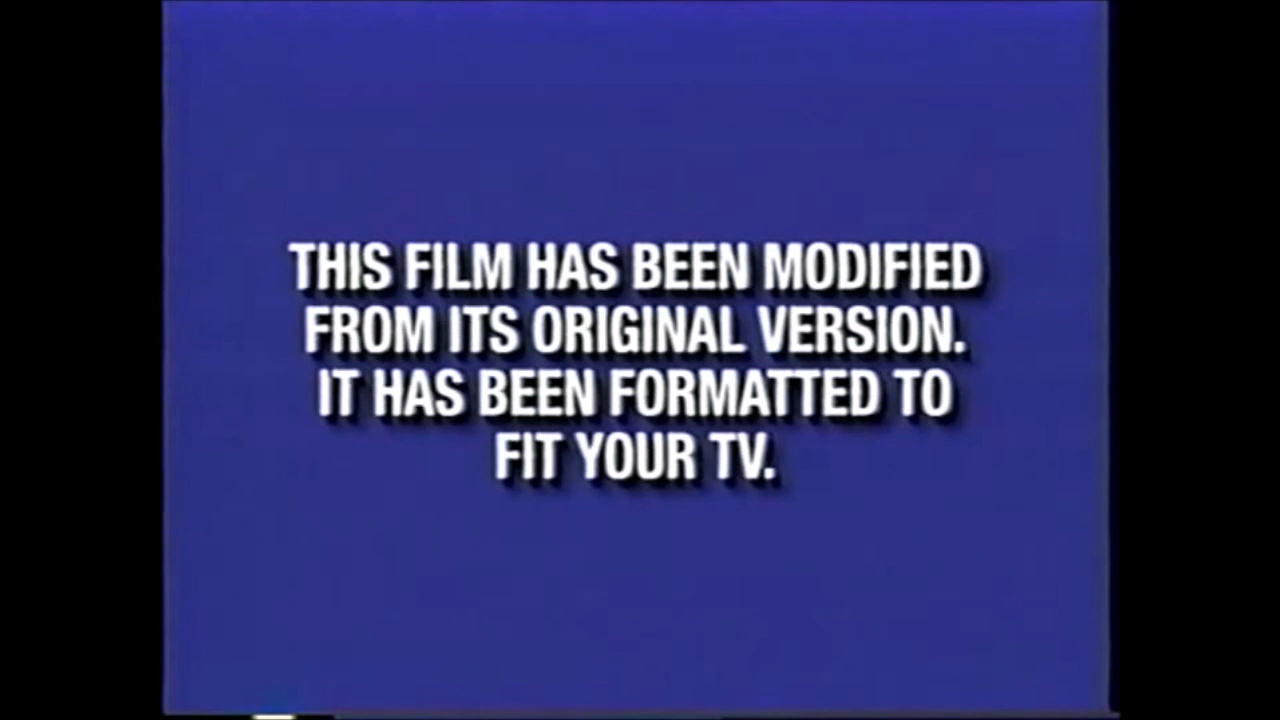 THIS FILM HAS BEEN MODIFIED
FROM ITS ORIGINAL VERSION.
IT HAS BEEN FORMATTED TO
FIT YOUR TV.